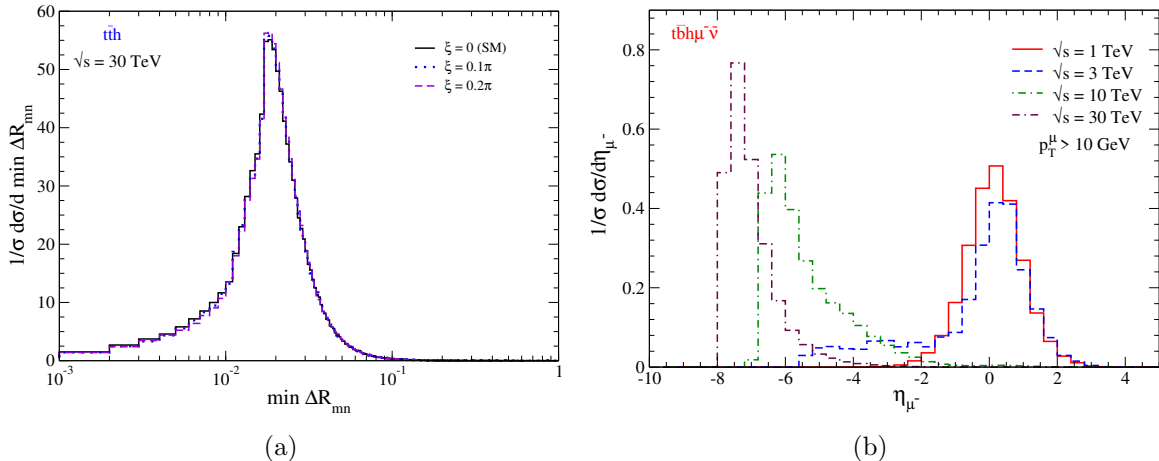 tt̄h
√s = 30 TeV
ξ = 0 (SM)
ξ = 0.1π
ξ = 0.2π
1/σ dσ/d min ΔR_mn
60
50
40
30
20
10
0
10^-3 10^-2 10^-1 1
min ΔR_mn
(a)
tb̄hμ^-ν̄
√s = 1 TeV
√s = 3 TeV
√s = 10 TeV
√s = 30 TeV
p_T^μ > 10 GeV
1/σ dσ/dη_μ^-
0.8
0.6
0.4
0.2
0
-10 -8 -6 -4 -2 0 2 4
η_μ^-
(b)